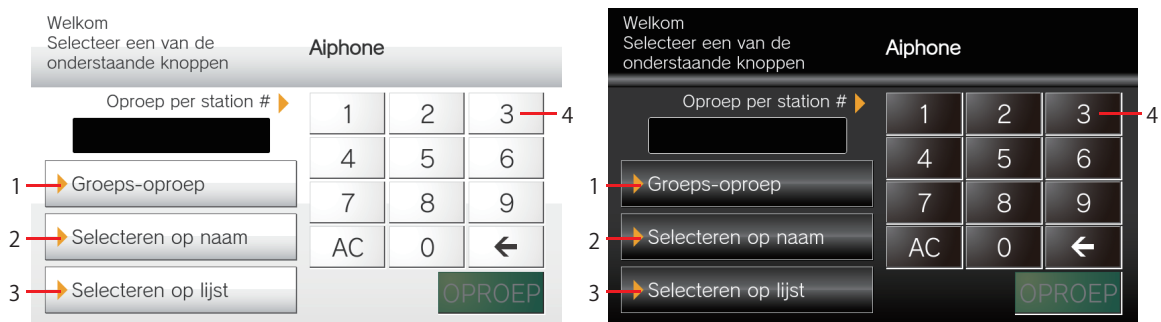 Welkom
Selecteer een van de
onderstaande knoppen
Aiphone
Oproep per station #
1 2 3
4 5 6
7 8 9
AC 0 ←
1 Groeps-oproep
2 Selecteren op naam
3 Selecteren op lijst
4
OPROEP
Welkom
Selecteer een van de
onderstaande knoppen
Aiphone
Oproep per station #
1 2 3
4 5 6
7 8 9
AC 0 ←
1 Groeps-oproep
2 Selecteren op naam
3 Selecteren op lijst
4
OPROEP